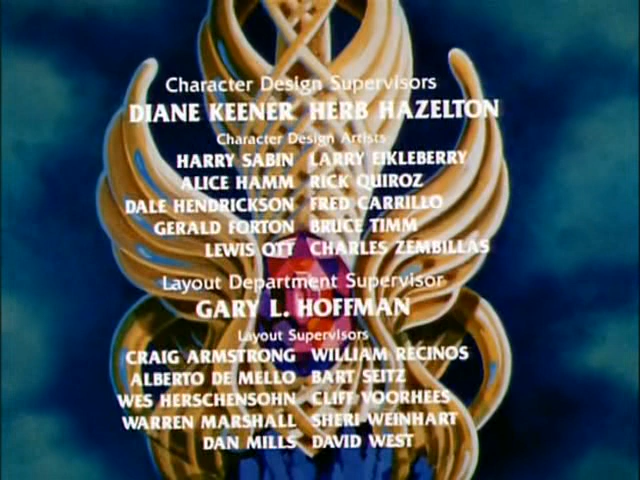 Character Design Supervisors
DIANE KEENER HERB HAZELTON
Character Design Artists
HARRY SABIN LARRY EIKLEBERRY
ALICE HAMM RICK QUIROZ
DALE HENDRICKSON FRED CARRILLO
GERALD FORTON BRUCE TIMM
LEWIS OTT CHARLES ZEMBILLAS
Layout Department Supervisor
GARY L. HOFFMAN
Layout Supervisors
CRAIG ARMSTRONG WILLIAM RECINOS
ALBERTO DE MELLO BART SEITZ
WES HERSCHENSOHN CLIFF VOORHEES
WARREN MARSHALL SHERI WEINHART
DAN MILLS DAVID WEST